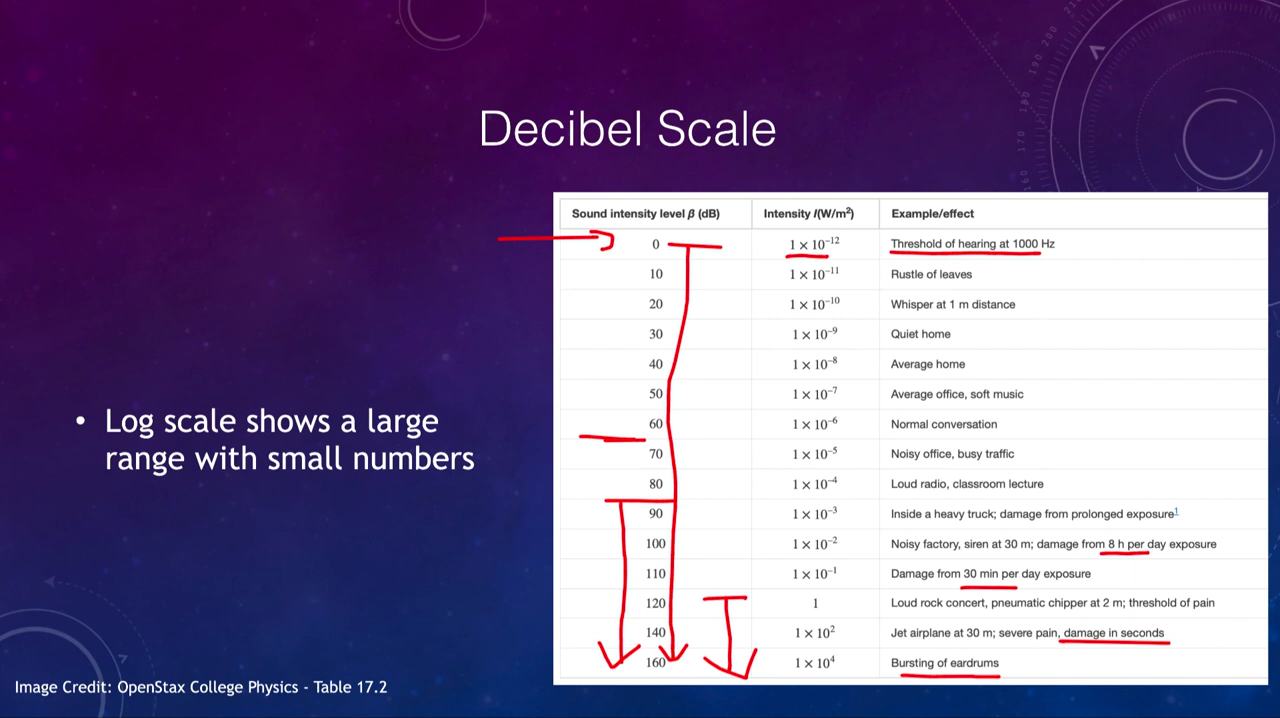 Decibel Scale
Sound intensity level β (dB) Intensity I(W/m²) Example/effect
0 1 × 10⁻¹² Threshold of hearing at 1000 Hz
10 1 × 10⁻¹¹ Rustle of leaves
20 1 × 10⁻¹⁰ Whisper at 1 m distance
30 1 × 10⁻⁹ Quiet home
40 1 × 10⁻⁸ Average home
50 1 × 10⁻⁷ Average office, soft music
60 1 × 10⁻⁶ Normal conversation
70 1 × 10⁻⁵ Noisy office, busy traffic
80 1 × 10⁻⁴ Loud radio, classroom lecture
90 1 × 10⁻³ Inside a heavy truck; damage from prolonged exposure¹
100 1 × 10⁻² Noisy factory, siren at 30 m; damage from 8 h per day exposure
110 1 × 10⁻¹ Damage from 30 min per day exposure
120 1 Loud rock concert, pneumatic chipper at 2 m; threshold of pain
140 1 × 10² Jet airplane at 30 m; severe pain, damage in seconds
160 1 × 10⁴ Bursting of eardrums
• Log scale shows a large
range with small numbers
Image Credit: OpenStax College Physics - Table 17.2
160
170
180
190
200